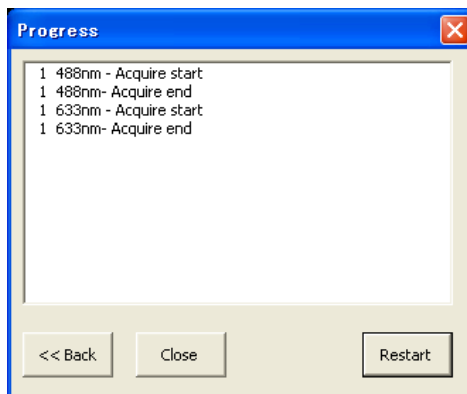 Progress
1 488nm - Acquire start
1 488nm- Acquire end
1 633nm - Acquire start
1 633nm- Acquire end
<< Back
Close
Restart